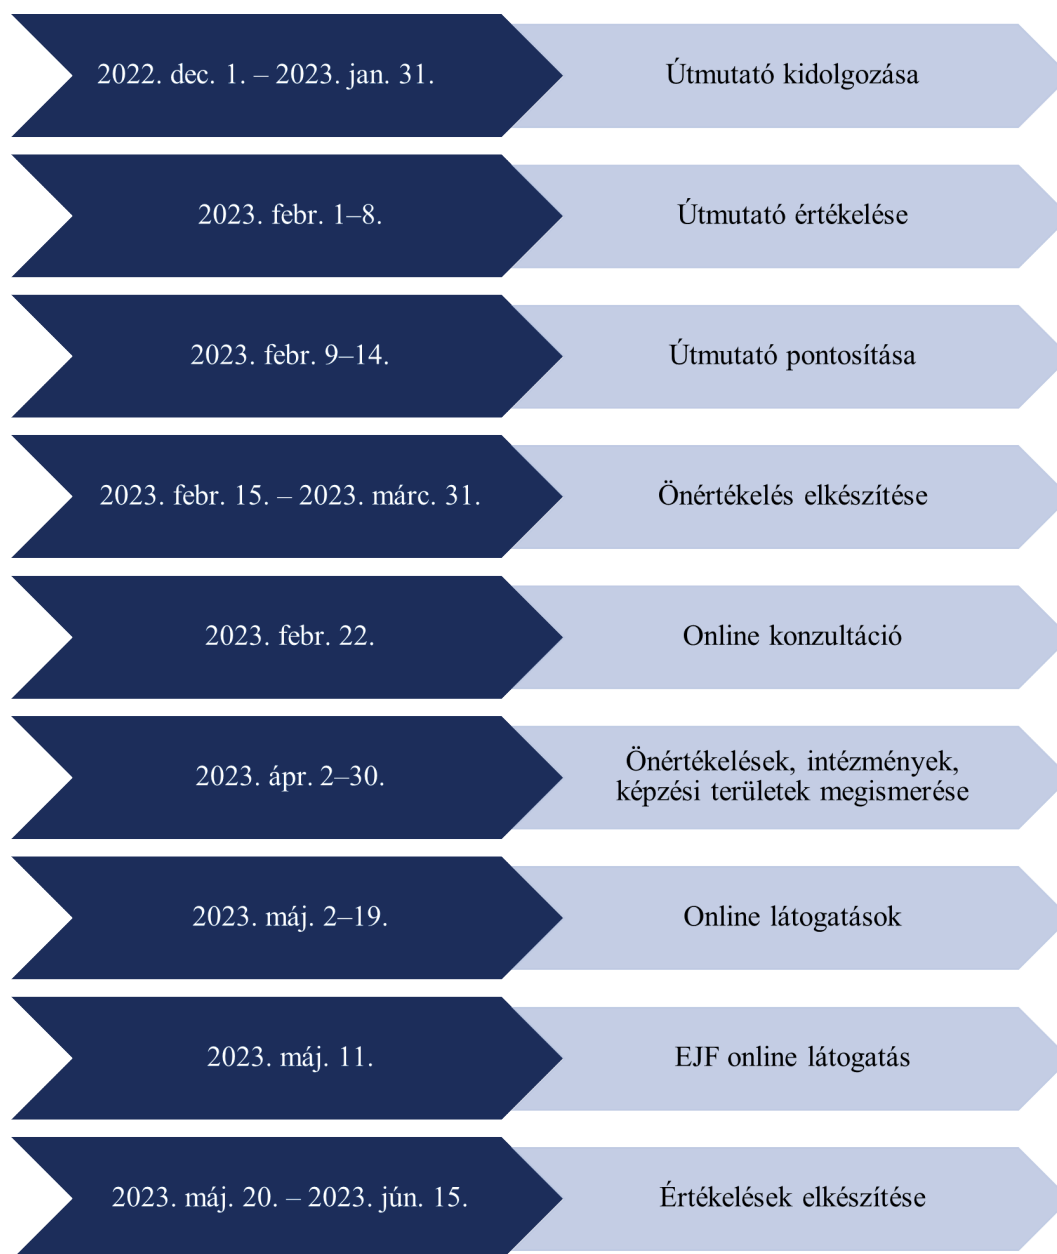 2022. dec. 1. – 2023. jan. 31.
Útmutató kidolgozása
2023. febr. 1–8.
Útmutató értékelése
2023. febr. 9–14.
Útmutató pontosítása
2023. febr. 15. – 2023. márc. 31.
Önértékelés elkészítése
2023. febr. 22.
Online konzultáció
2023. ápr. 2–30.
Önértékelések, intézmények,
képzési területek megismerése
2023. máj. 2–19.
Online látogatások
2023. máj. 11.
EJF online látogatás
2023. máj. 20. – 2023. jún. 15.
Értékelések elkészítése